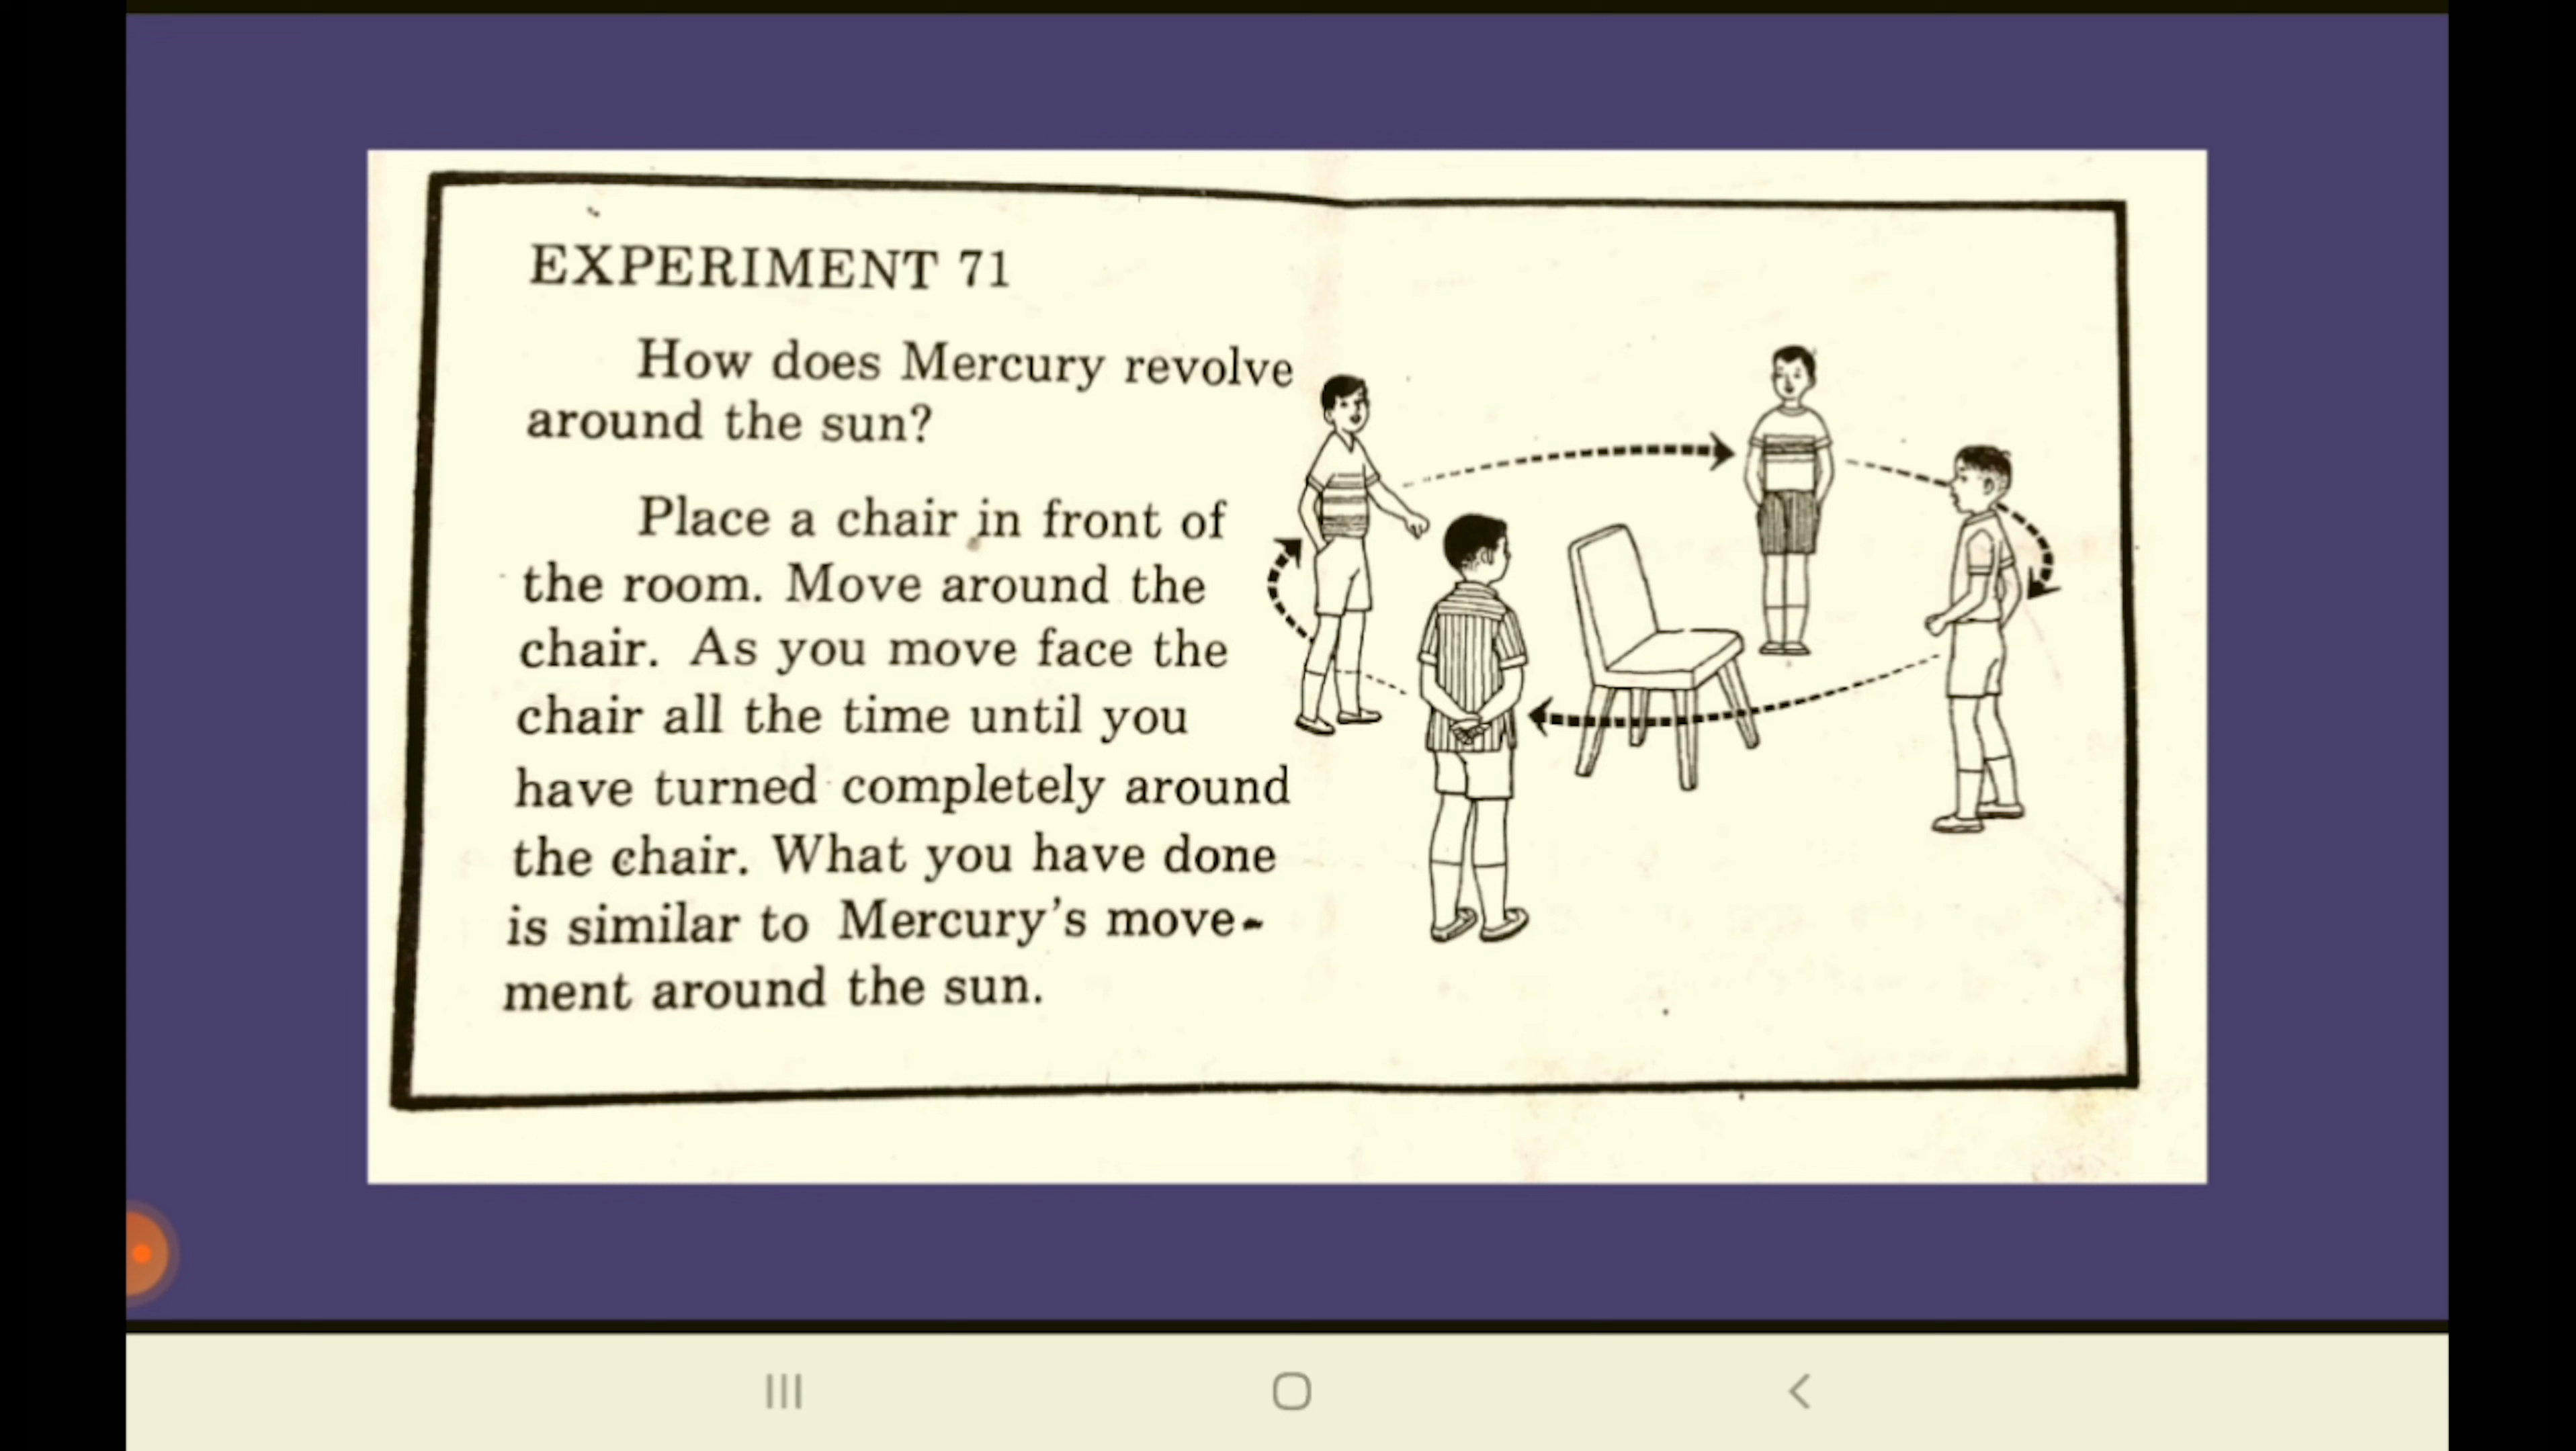 EXPERIMENT 71
How does Mercury revolve
around the sun?
Place a chair in front of
the room. Move around the
chair. As you move face the
chair all the time until you
have turned completely around
the chair. What you have done
is similar to Mercury's move-
ment around the sun.